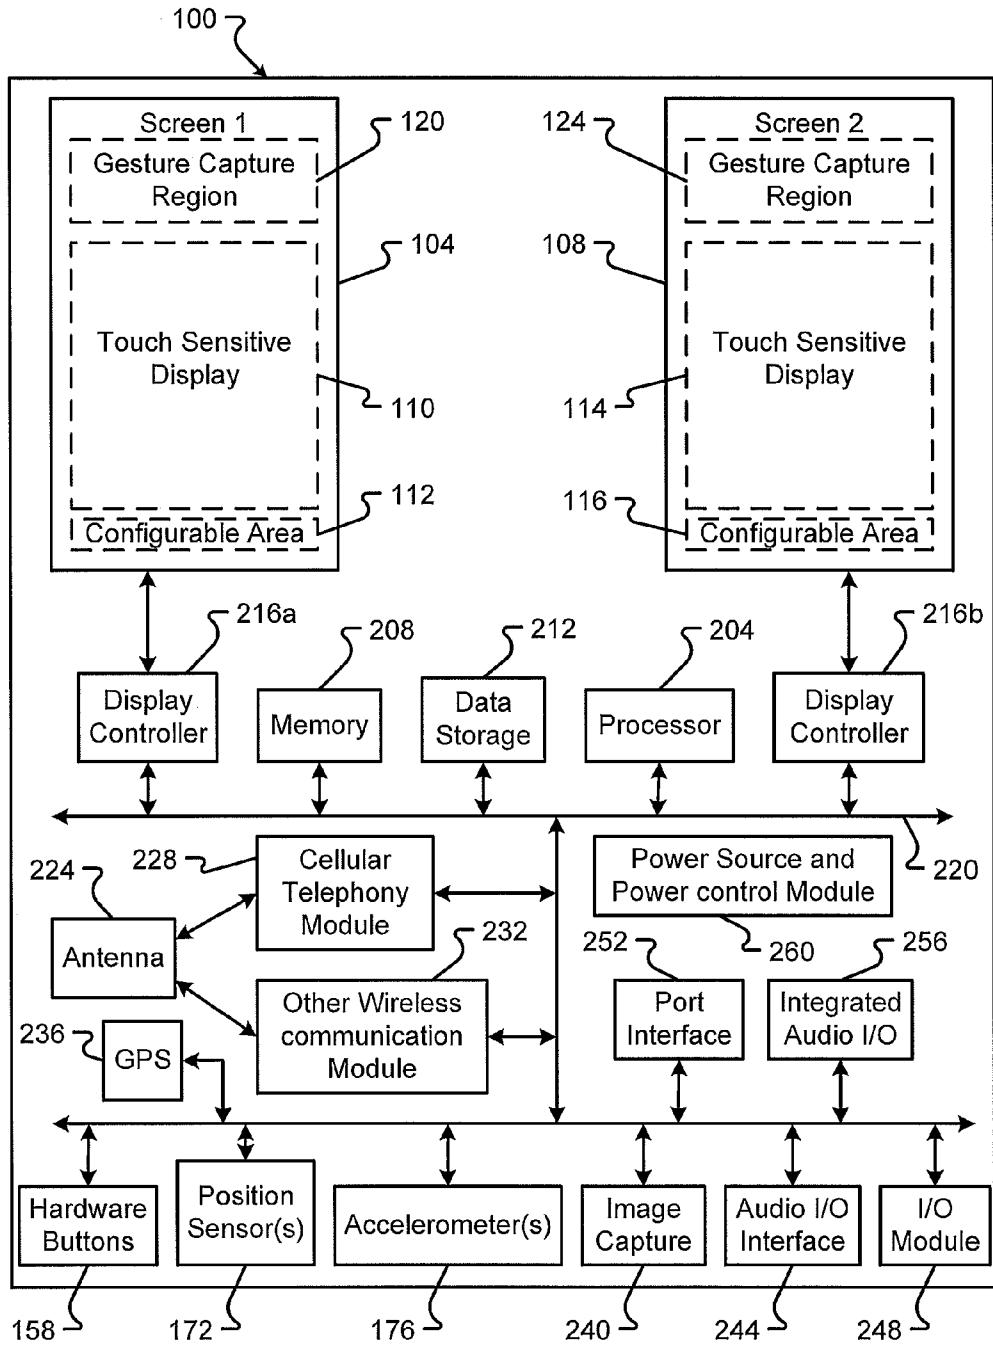 100
Screen 1
120
Gesture Capture
Region
104
Touch Sensitive
Display
110
112
Configurable Area
124
Screen 2
Gesture Capture
Region
108
Touch Sensitive
Display
114
116
Configurable Area
216a
208
212
204
216b
Display
Controller
Memory
Data
Storage
Processor
Display
Controller
220
228
Cellular
Telephony
Module
Power Source and
Power control Module
260
224
Antenna
232
Other Wireless
communication
Module
252
Port
Interface
256
Integrated
Audio I/O
236
GPS
Hardware
Buttons
Position
Sensor(s)
Accelerometer(s)
Image
Capture
Audio I/O
Interface
I/O
Module
158
172
176
240
244
248